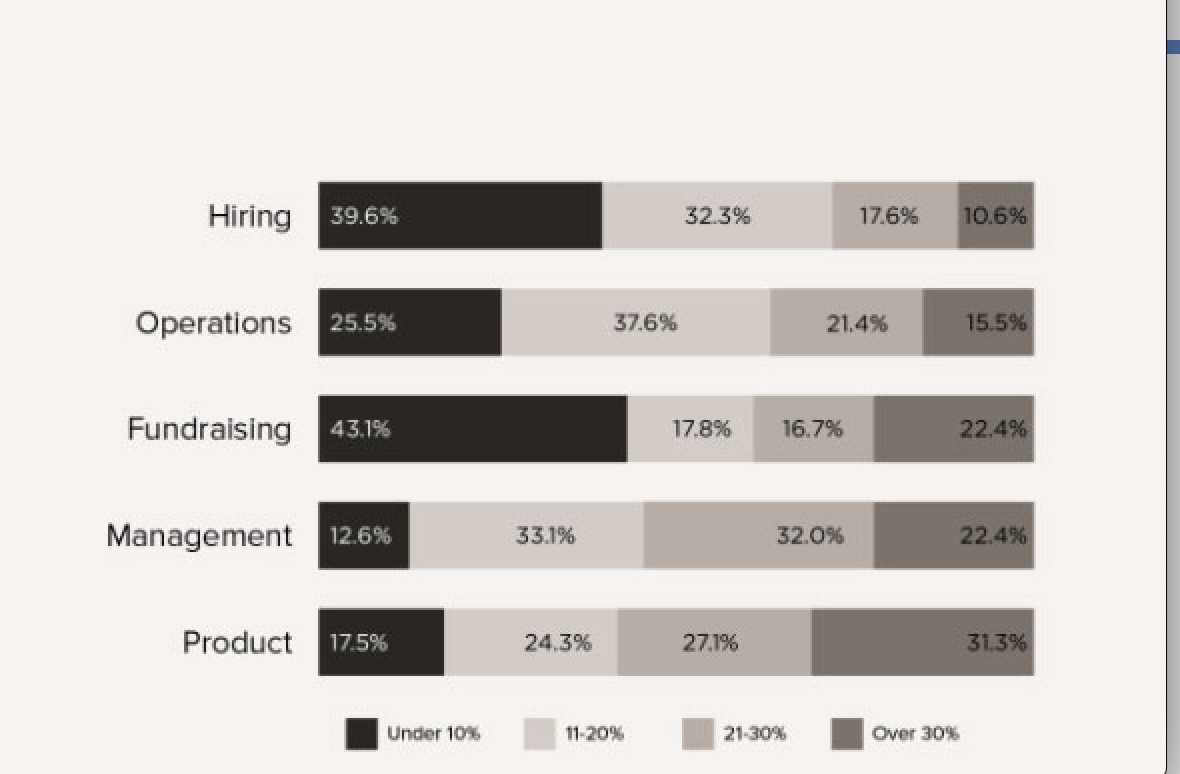 Hiring 39.6% 32.3% 17.6% 10.6%
Operations 25.5% 37.6% 21.4% 15.5%
Fundraising 43.1% 17.8% 16.7% 22.4%
Management 12.6% 33.1% 32.0% 22.4%
Product 17.5% 24.3% 27.1% 31.3%
Under 10% 11-20% 21-30% Over 30%